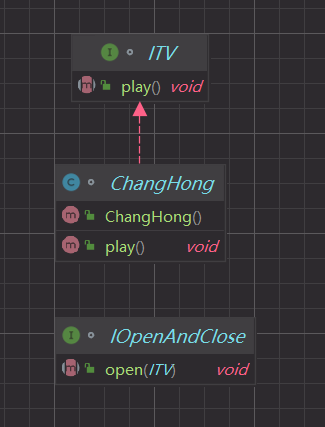 I ITV
m play() void
C ChangHong
m ChangHong()
m play() void
I IOpenAndClose
m open(ITV) void